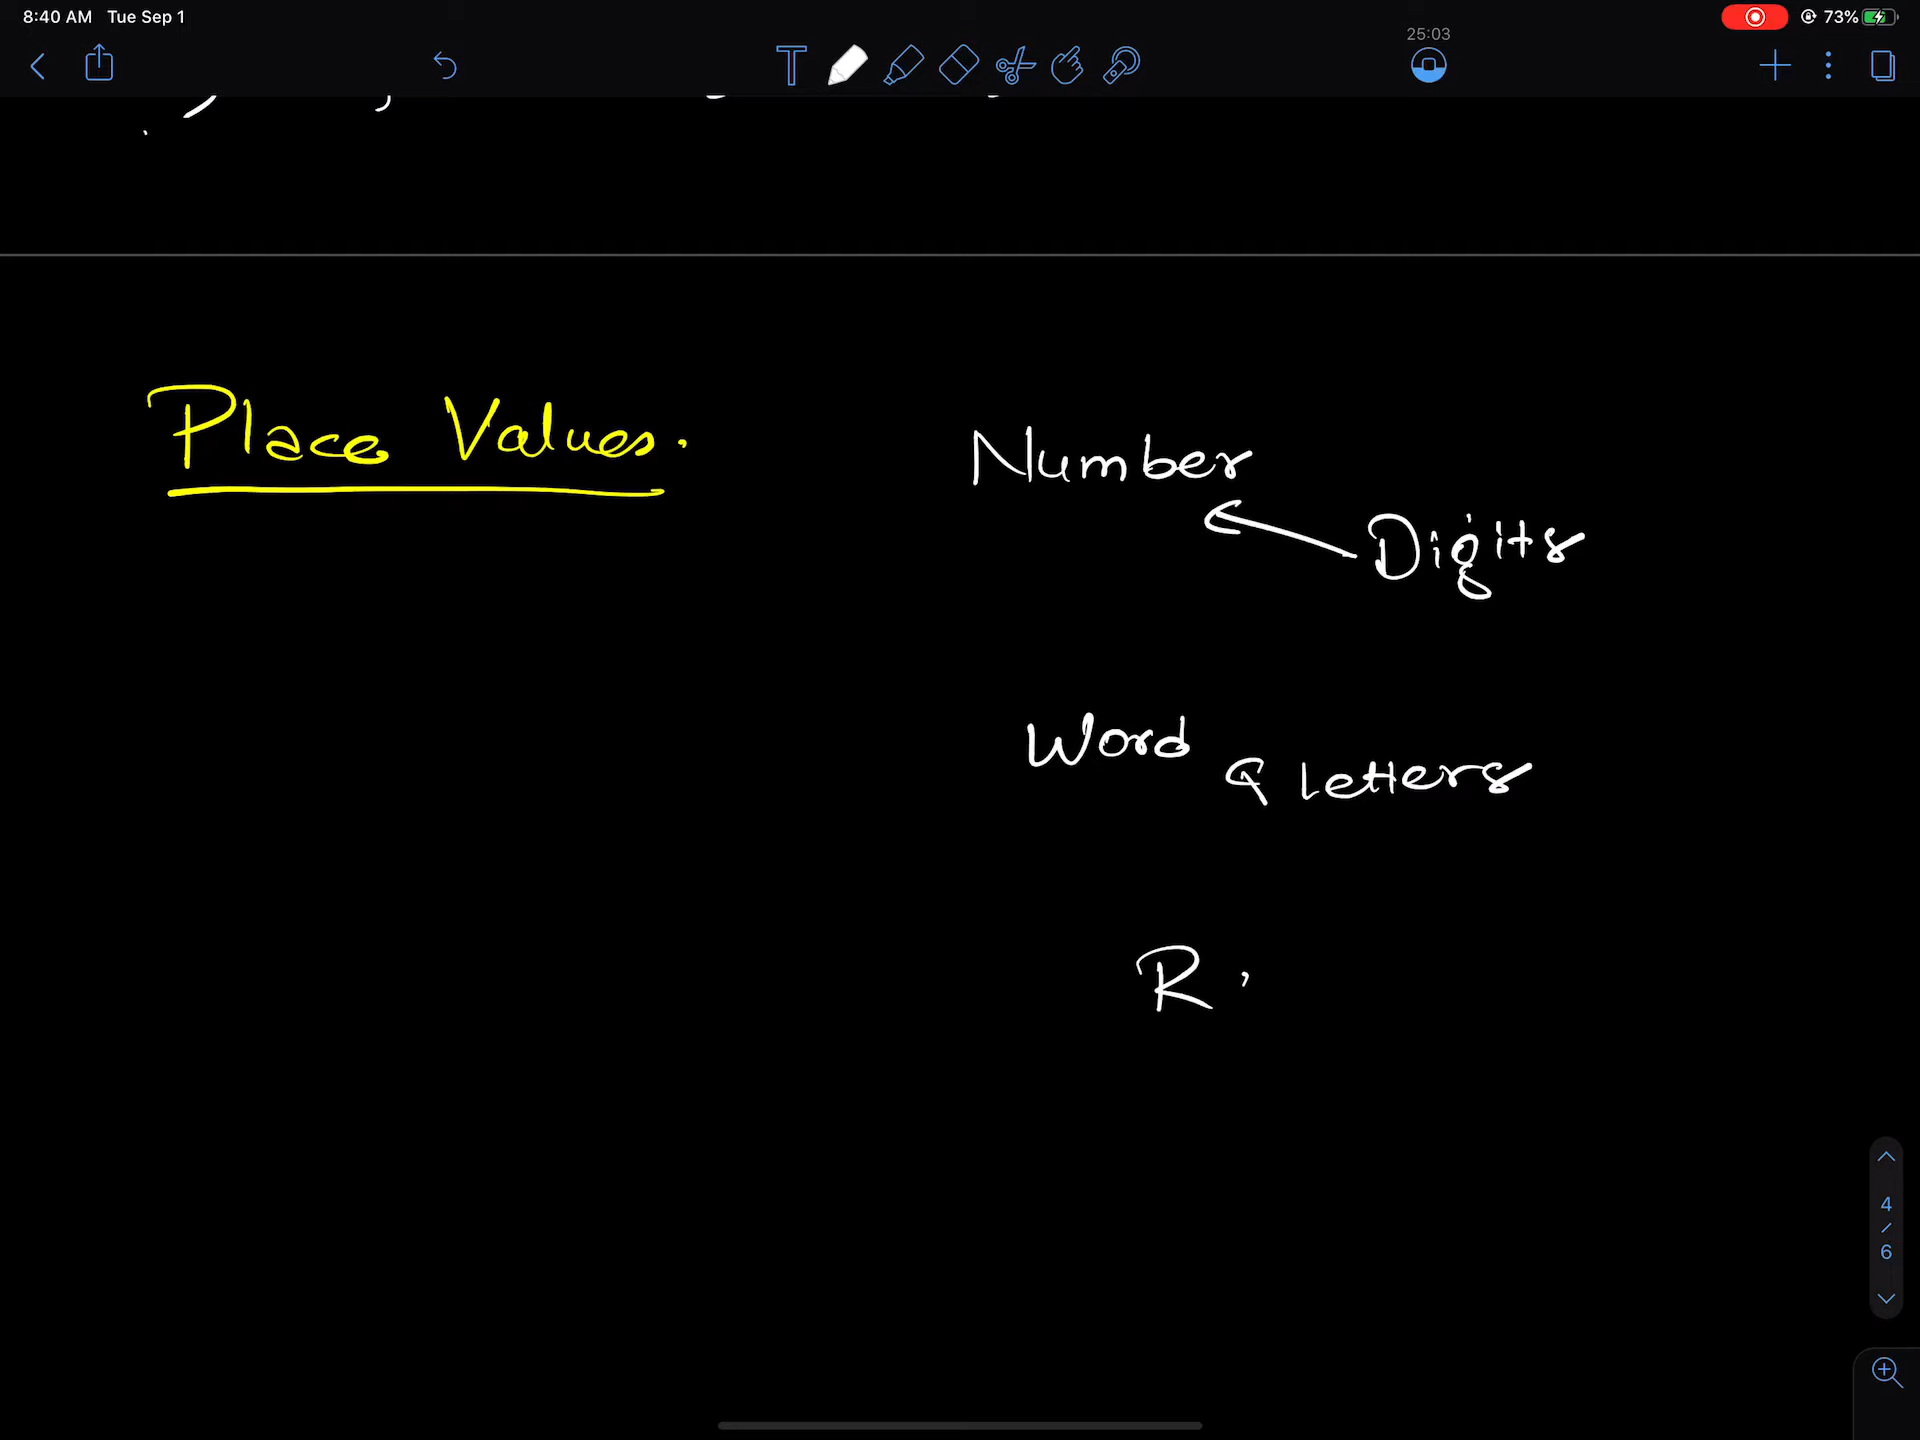 8:40 AM Tue Sep 1
73%
25:03
Place Values.
Number
Digits
Word
letters
R,
4
/
6